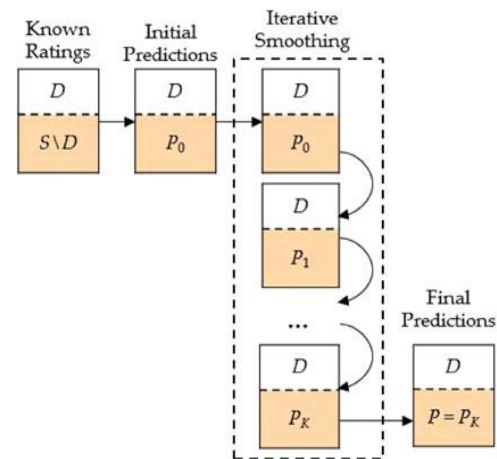 Known
Ratings
D
S\D
Initial
Predictions
D
P0
Iterative
Smoothing
D
P0
D
P1
...
D
PK
Final
Predictions
D
P = PK